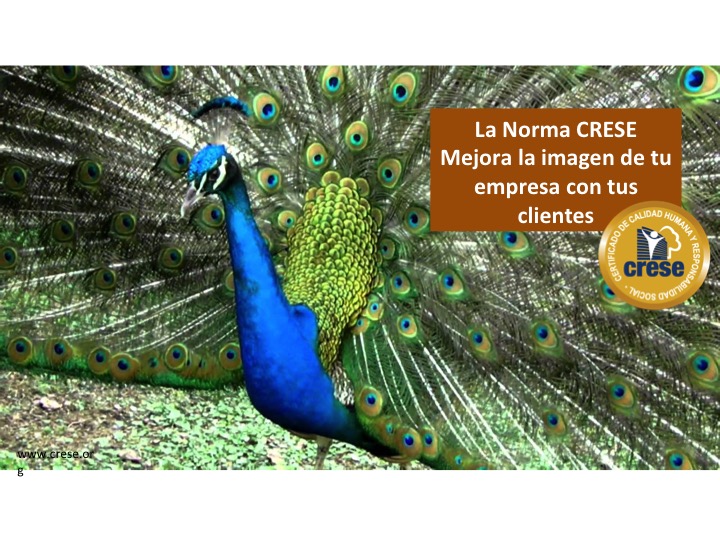 La Norma CRESE
Mejora la imagen de tu
empresa con tus
clientes
CERTIFICADO DE CALIDAD HUMANA Y RESPONSABILIDAD SOCIAL
crese
www.crese.or
g